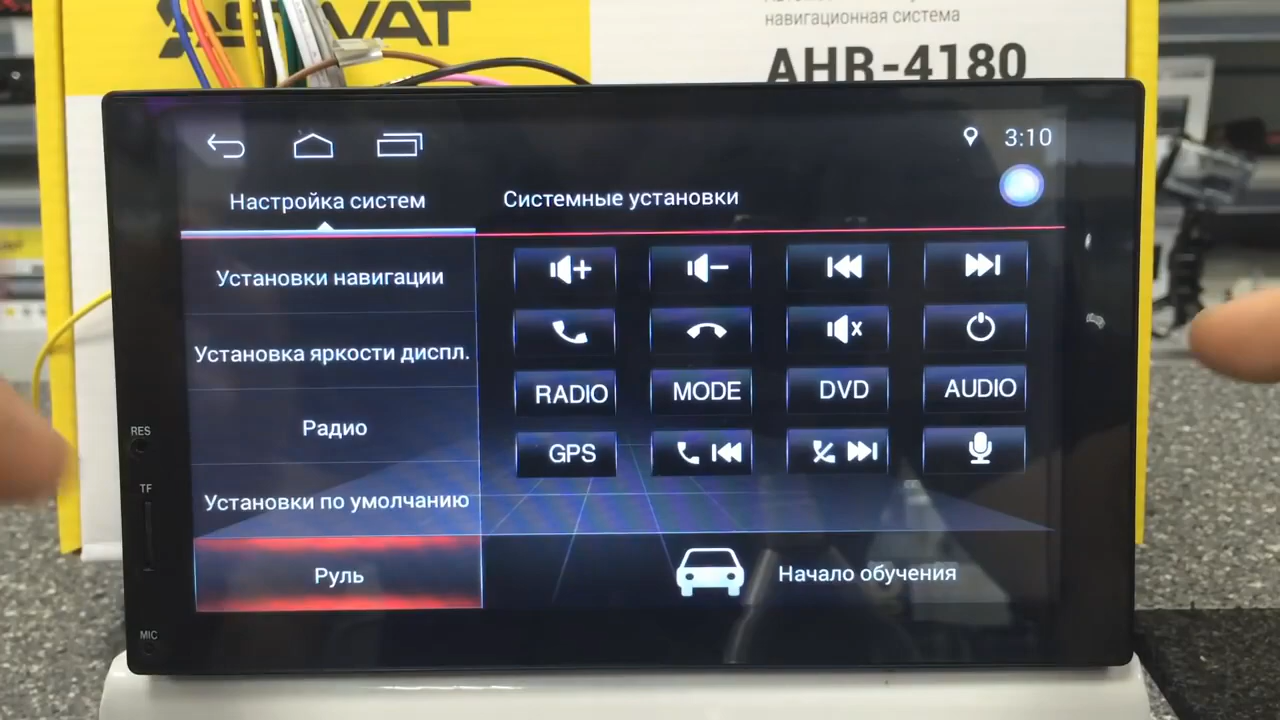 навигационная система
AHR-4180
3:10
Настройка систем
Системные установки
Установки навигации
Установка яркости диспл.
Радио
Установки по умолчанию
Руль
RADIO
MODE
DVD
AUDIO
GPS
Начало обучения
RES
TF
MIC